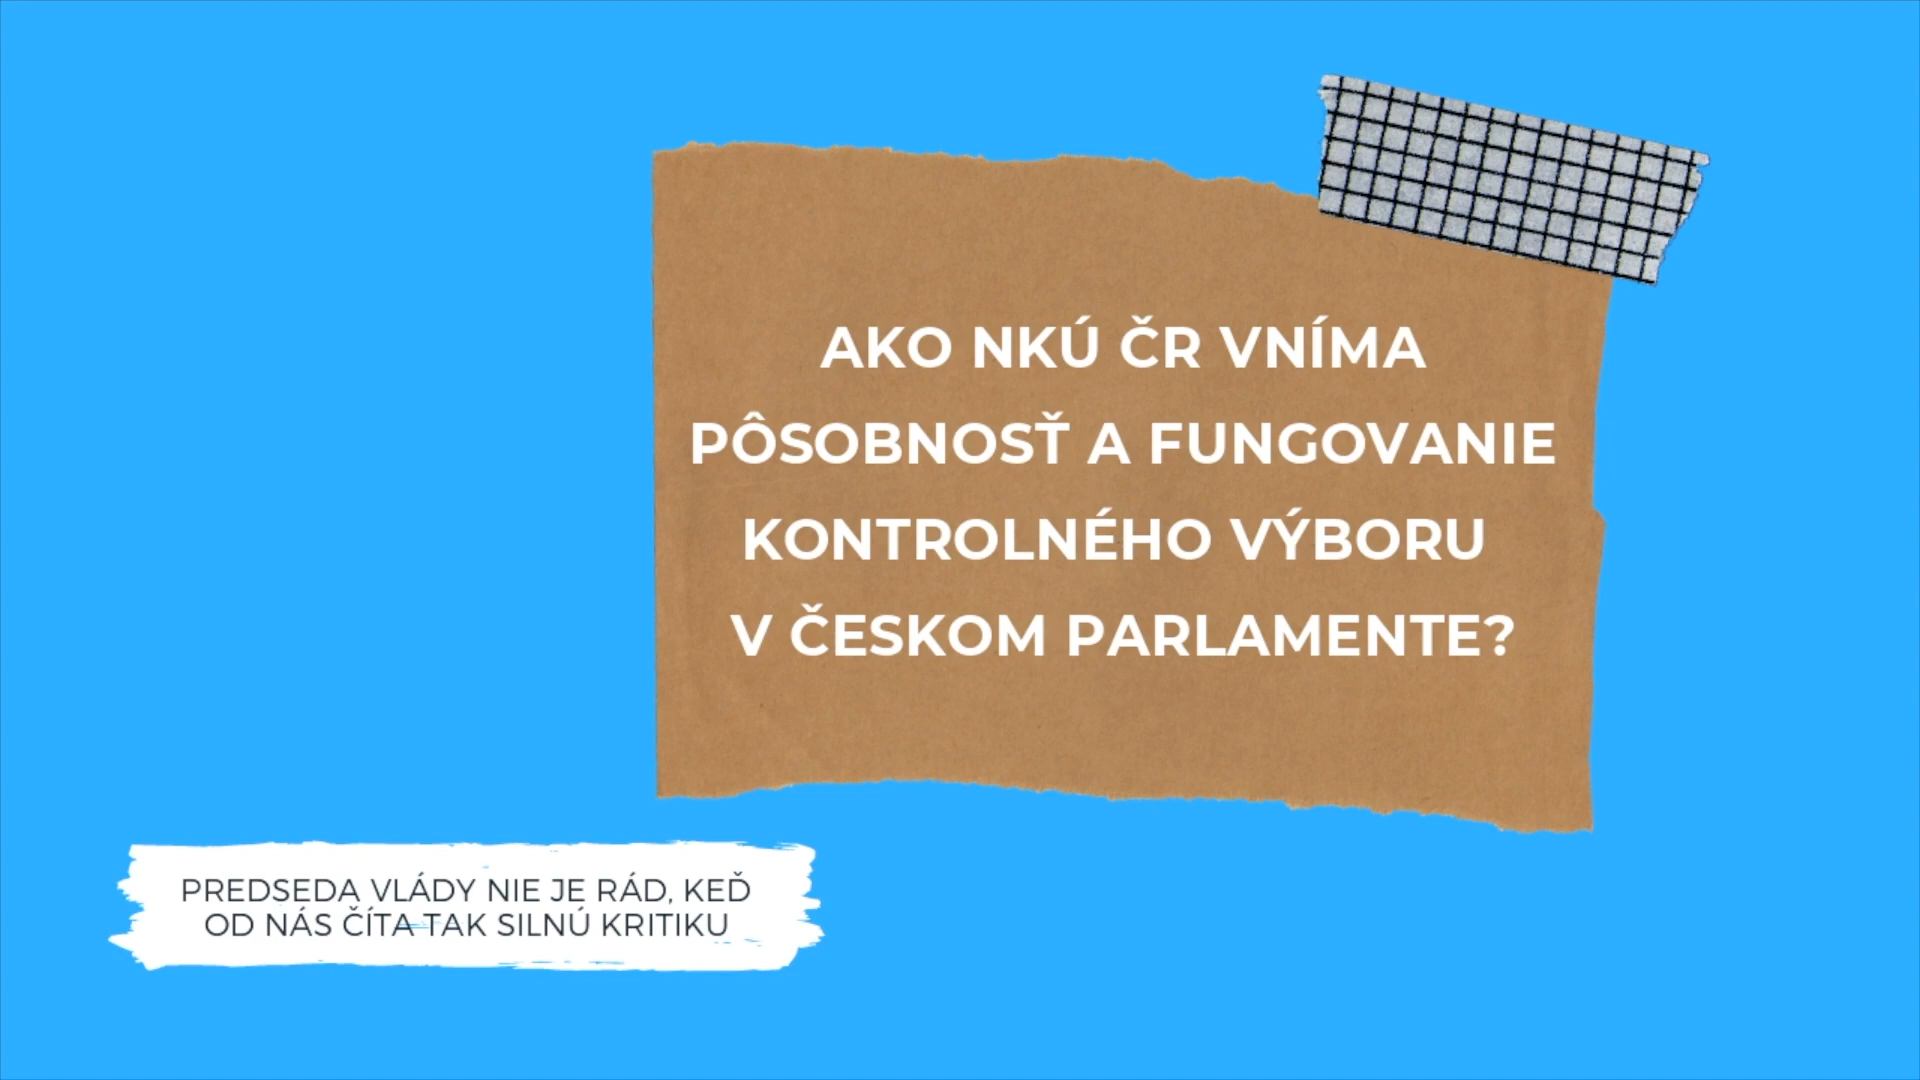 AKO NKÚ ČR VNÍMA
PÔSOBNOSŤ A FUNGOVANIE
KONTROLNÉHO VÝBORU
V ČESKOM PARLAMENTE?
PREDSEDA VLÁDY NIE JE RÁD, KEĎ
OD NÁS ČÍTA TAK SILNÚ KRITIKU